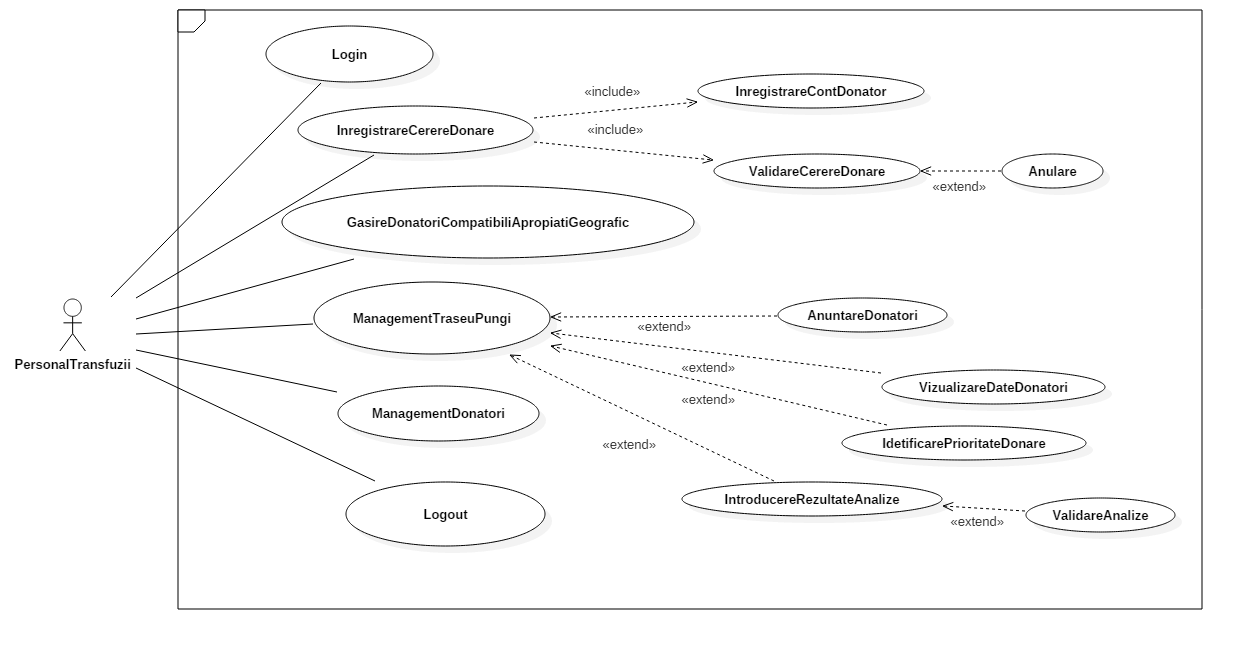 Login
«include»
InregistrareContDonator
InregistrareCerereDonare
«include»
ValidareCerereDonare
Anulare
«extend»
GasireDonatoriCompatibiliApropiatiGeografic
ManagementTraseuPungi
AnuntareDonatori
«extend»
PersonalTransfuzii
«extend»
VizualizareDateDonatori
«extend»
ManagementDonatori
IdetificarePrioritateDonare
«extend»
IntroducereRezultateAnalize
Logout
«extend»
ValidareAnalize